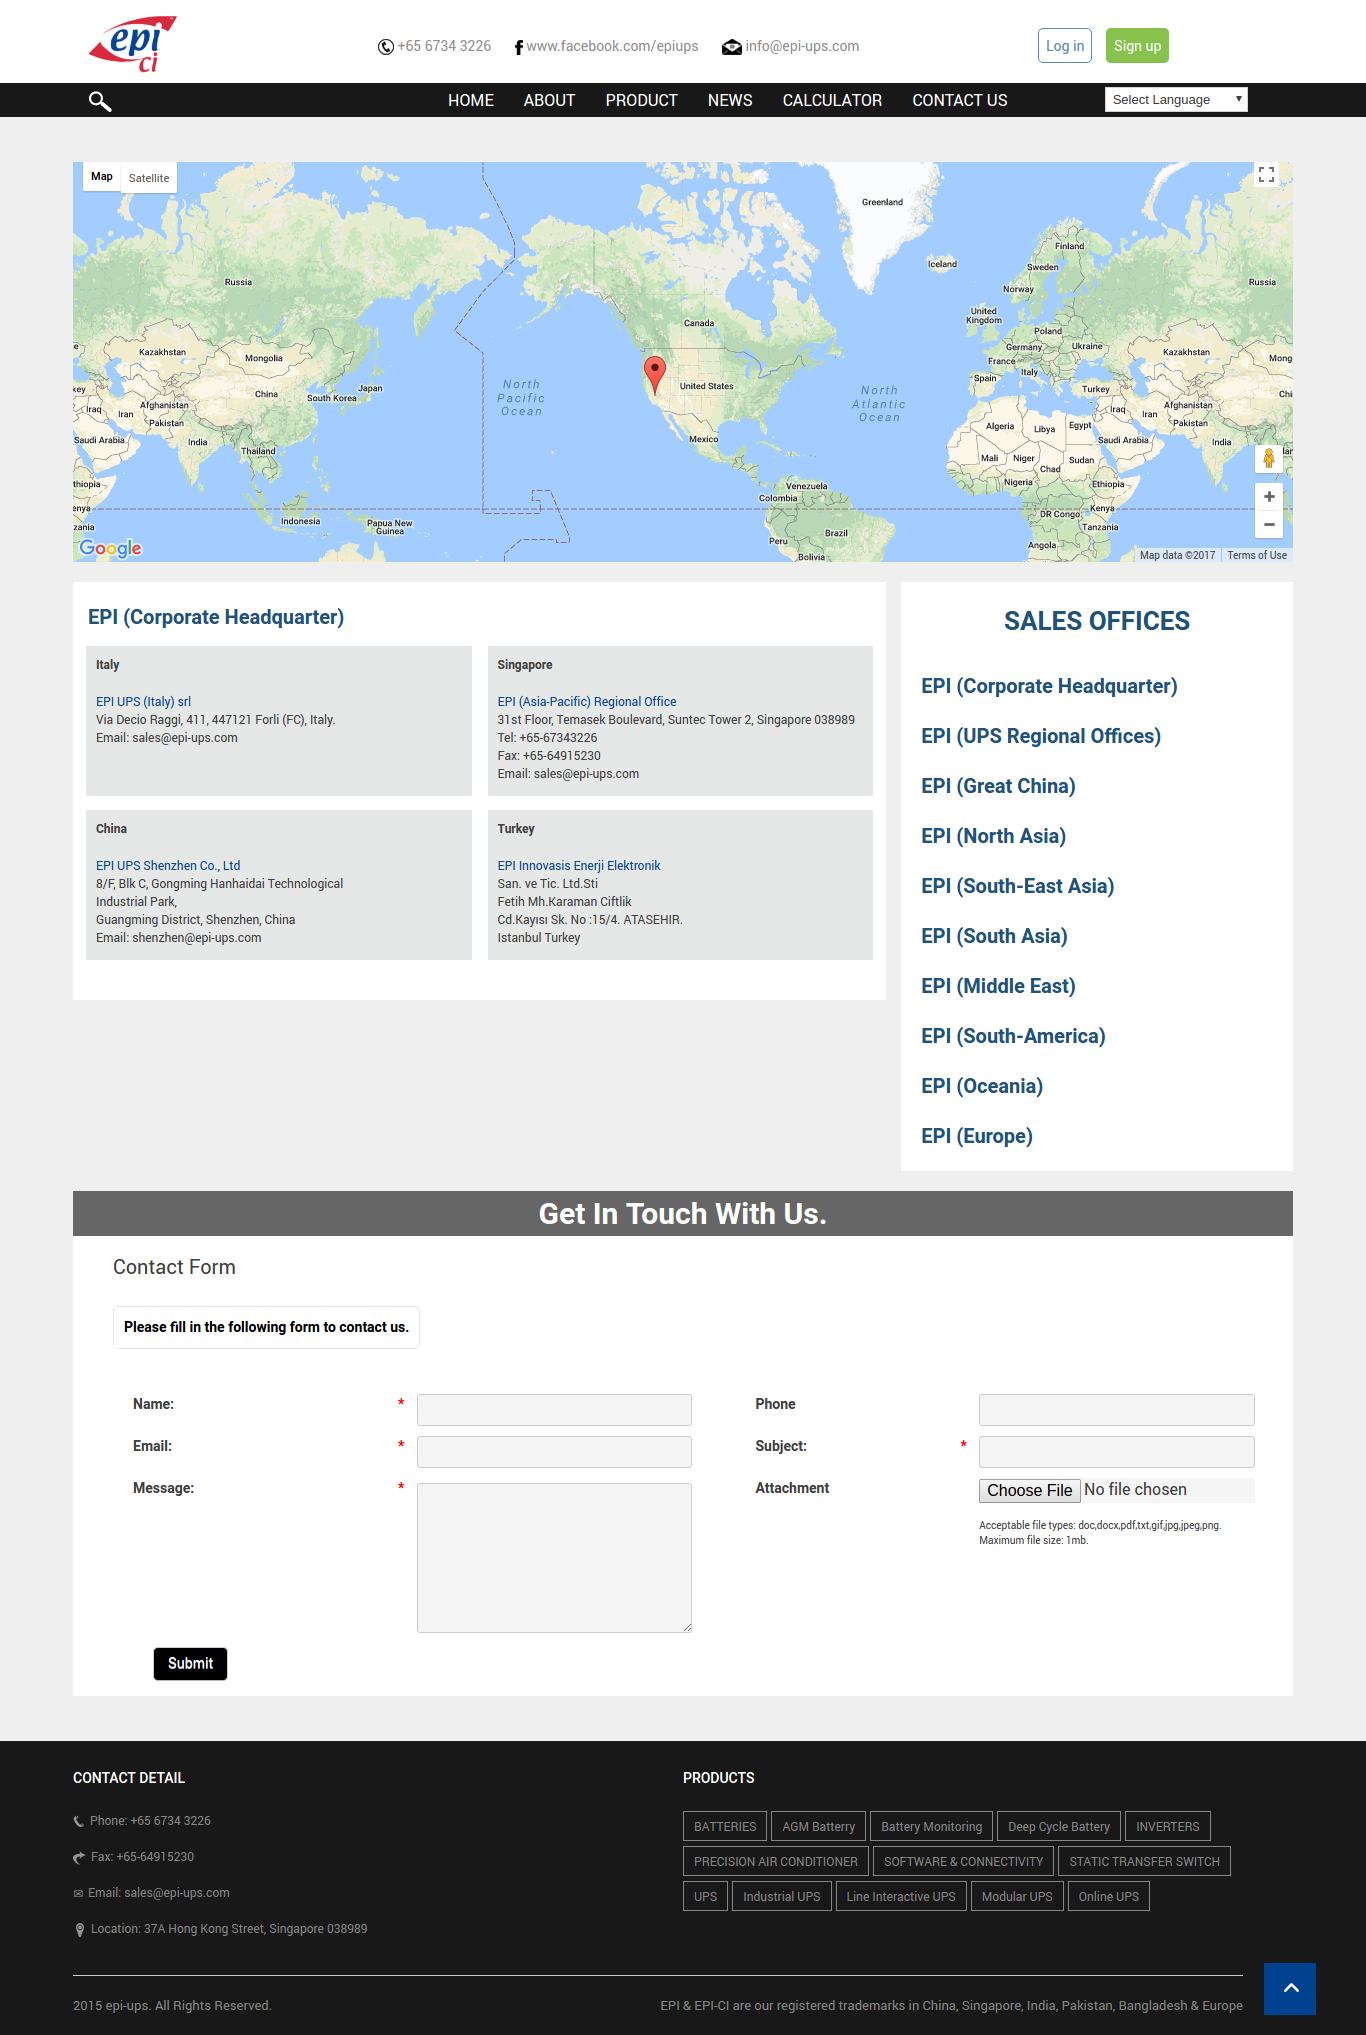 epi
ci
+65 6734 3226
www.facebook.com/epiups
info@epi-ups.com
Log in
Sign up
HOME
ABOUT
PRODUCT
NEWS
CALCULATOR
CONTACT US
Select Language
Map
Satellite
Greenland
Finland
Iceland
Sweden
Russia
Russia
Norway
United
Kingdom
Canada
Poland
Germany
Ukraine
Kazakhstan
Mongolia
France
Kazakhstan
Mong
Italy
Spain
North
Pacific
Ocean
United States
North
Atlantic
Ocean
Japan
China
South Korea
key
Turkey
Chi
Iraq
Iran
Afghanistan
Pakistan
Iraq
Iran
Afghanistan
Pakistan
Algeria
Libya
Egypt
Saudi Arabia
India
Mexico
Saudi Arabia
India
Thailand
Mali
Niger
Chad
Sudan
thiopia
Venezuela
Nigeria
Ethiopia
Colombia
enya
DR Congo
Kenya
Indonesia
Papua New
Guinea
nzania
Tanzania
Brazil
Peru
Angola
Bolivia
Google
Map data ©2017
Terms of Use
EPI (Corporate Headquarter)
Italy
EPI UPS (Italy) srl
Via Decio Raggi, 411, 447121 Forli (FC), Italy.
Email: sales@epi-ups.com
Singapore
EPI (Asia-Pacific) Regional Office
31st Floor, Temasek Boulevard, Suntec Tower 2, Singapore 038989
Tel: +65-67343226
Fax: +65-64915230
Email: sales@epi-ups.com
China
EPI UPS Shenzhen Co., Ltd
8/F, Blk C, Gongming Hanhaidai Technological
Industrial Park,
Guangming District, Shenzhen, China
Email: shenzhen@epi-ups.com
Turkey
EPI Innovasis Enerji Elektronik
San. ve Tic. Ltd.Sti
Fetih Mh.Karaman Ciftlik
Cd.Kayısı Sk. No :15/4. ATASEHIR.
Istanbul Turkey
SALES OFFICES
EPI (Corporate Headquarter)
EPI (UPS Regional Offices)
EPI (Great China)
EPI (North Asia)
EPI (South-East Asia)
EPI (South Asia)
EPI (Middle East)
EPI (South-America)
EPI (Oceania)
EPI (Europe)
Get In Touch With Us.
Contact Form
Please fill in the following form to contact us.
Name: *
Phone
Email: *
Subject: *
Message: *
Attachment
Choose File No file chosen
Acceptable file types: doc,docx,pdf,txt,gif,jpg,jpeg,png.
Maximum file size: 1mb.
Submit
CONTACT DETAIL
Phone: +65 6734 3226
Fax: +65-64915230
Email: sales@epi-ups.com
Location: 37A Hong Kong Street, Singapore 038989
PRODUCTS
BATTERIES
AGM Batterry
Battery Monitoring
Deep Cycle Battery
INVERTERS
PRECISION AIR CONDITIONER
SOFTWARE & CONNECTIVITY
STATIC TRANSFER SWITCH
UPS
Industrial UPS
Line Interactive UPS
Modular UPS
Online UPS
2015 epi-ups. All Rights Reserved.
EPI & EPI-CI are our registered trademarks in China, Singapore, India, Pakistan, Bangladesh & Europe